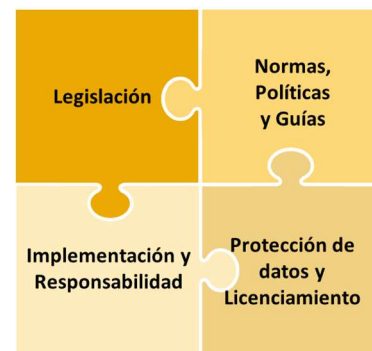 Legislación
Normas,
Políticas
y Guías
Implementación y
Responsabilidad
Protección de
datos y
Licenciamiento